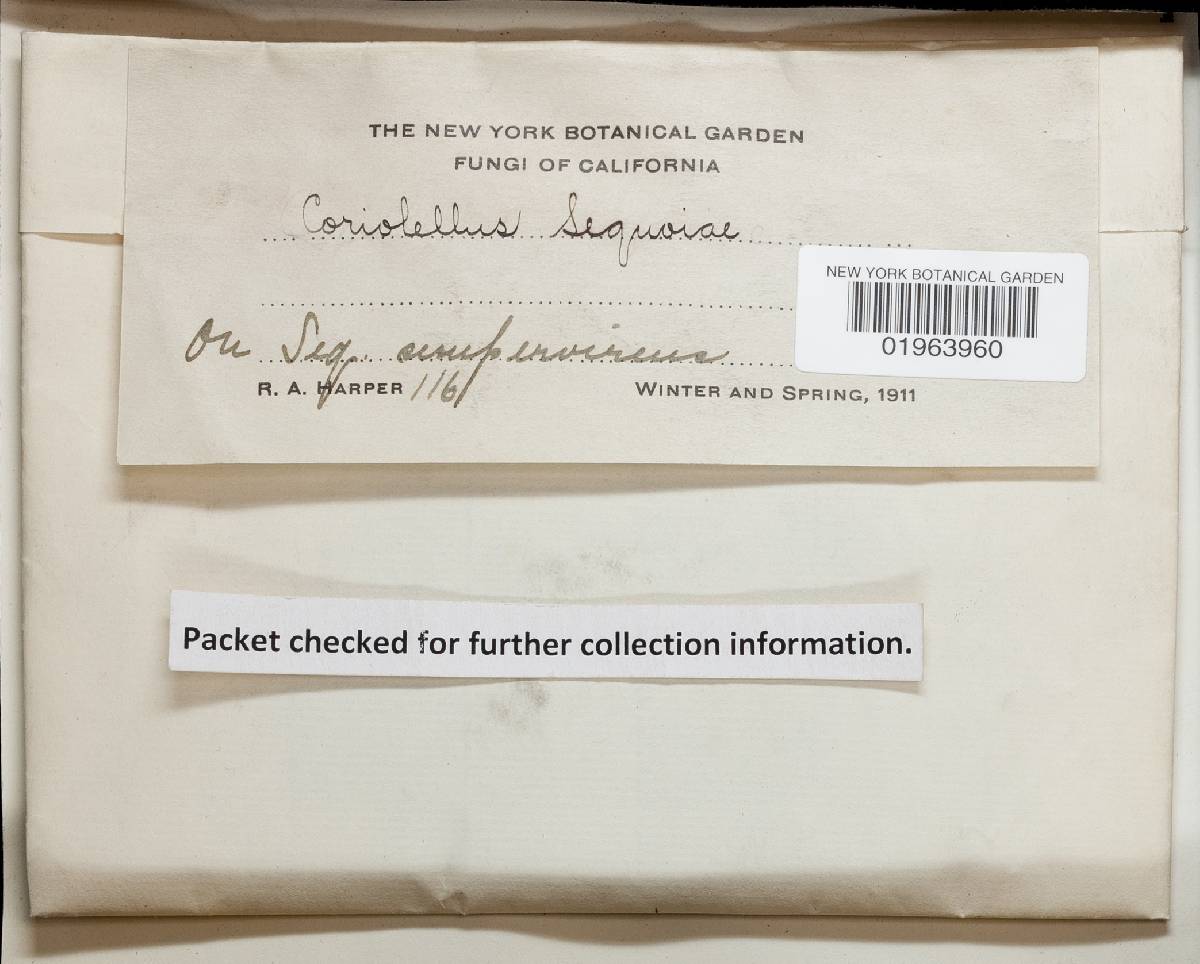 THE NEW YORK BOTANICAL GARDEN
FUNGI OF CALIFORNIA
Coriolellus Sequoiae
NEW YORK BOTANICAL GARDEN
01963960
On Seq. sempervirens
R. A. HARPER 116
WINTER AND SPRING, 1911
Packet checked for further collection information.